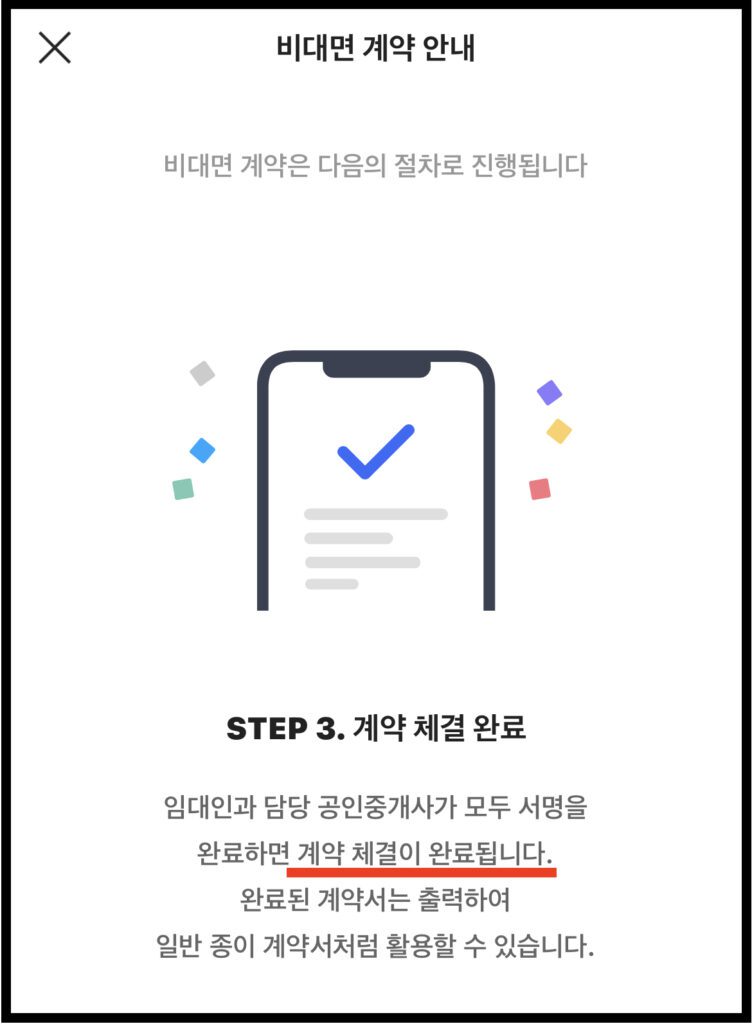 비대면 계약 안내
비대면 계약은 다음의 절차로 진행됩니다
STEP 3. 계약 체결 완료
임대인과 담당 공인중개사가 모두 서명을
완료하면 계약 체결이 완료됩니다.
완료된 계약서는 출력하여
일반 종이 계약서처럼 활용할 수 있습니다.